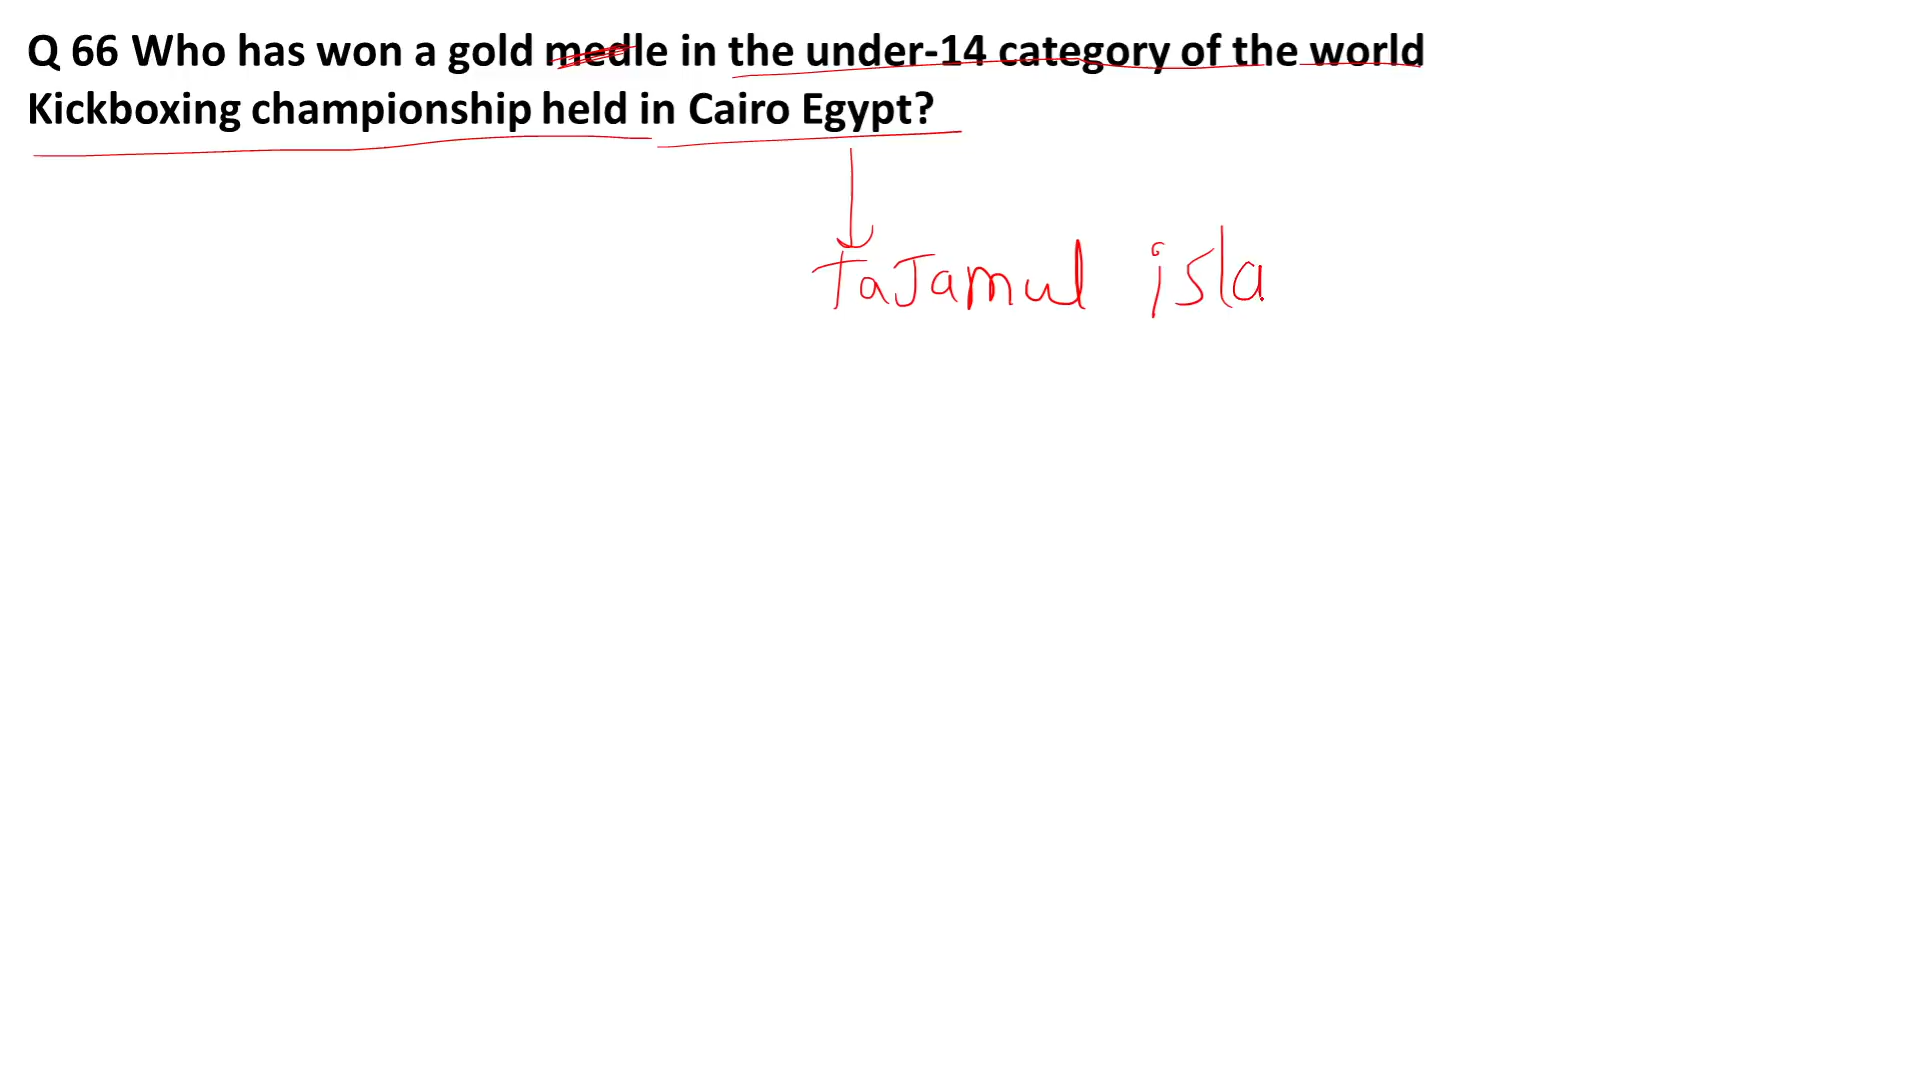 Q 66 Who has won a gold medle in the under-14 category of the world
Kickboxing championship held in Cairo Egypt?
taJamul isla